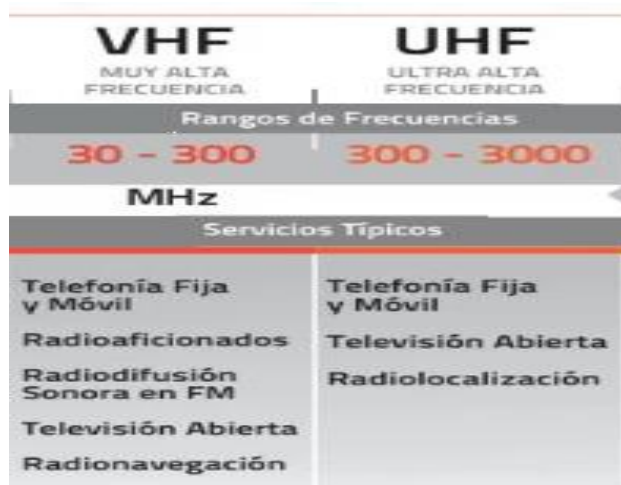 VHF
MUY ALTA
FRECUENCIA
UHF
ULTRA ALTA
FRECUENCIA
Rangos de Frecuencias
30 - 300
300 - 3000
MHz
Servicios Típicos
Telefonía Fija
y Móvil
Radioaficionados
Radiodifusión
Sonora en FM
Televisión Abierta
Radionavegación
Telefonía Fija
y Móvil
Televisión Abierta
Radiolocalización